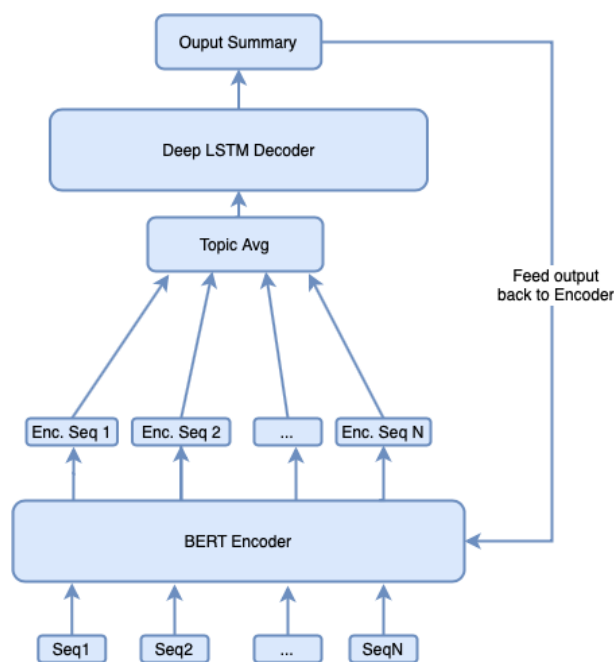 Ouput Summary
Deep LSTM Decoder
Topic Avg
Feed output
back to Encoder
Enc. Seq 1
Enc. Seq 2
...
Enc. Seq N
BERT Encoder
Seq1
Seq2
...
SeqN